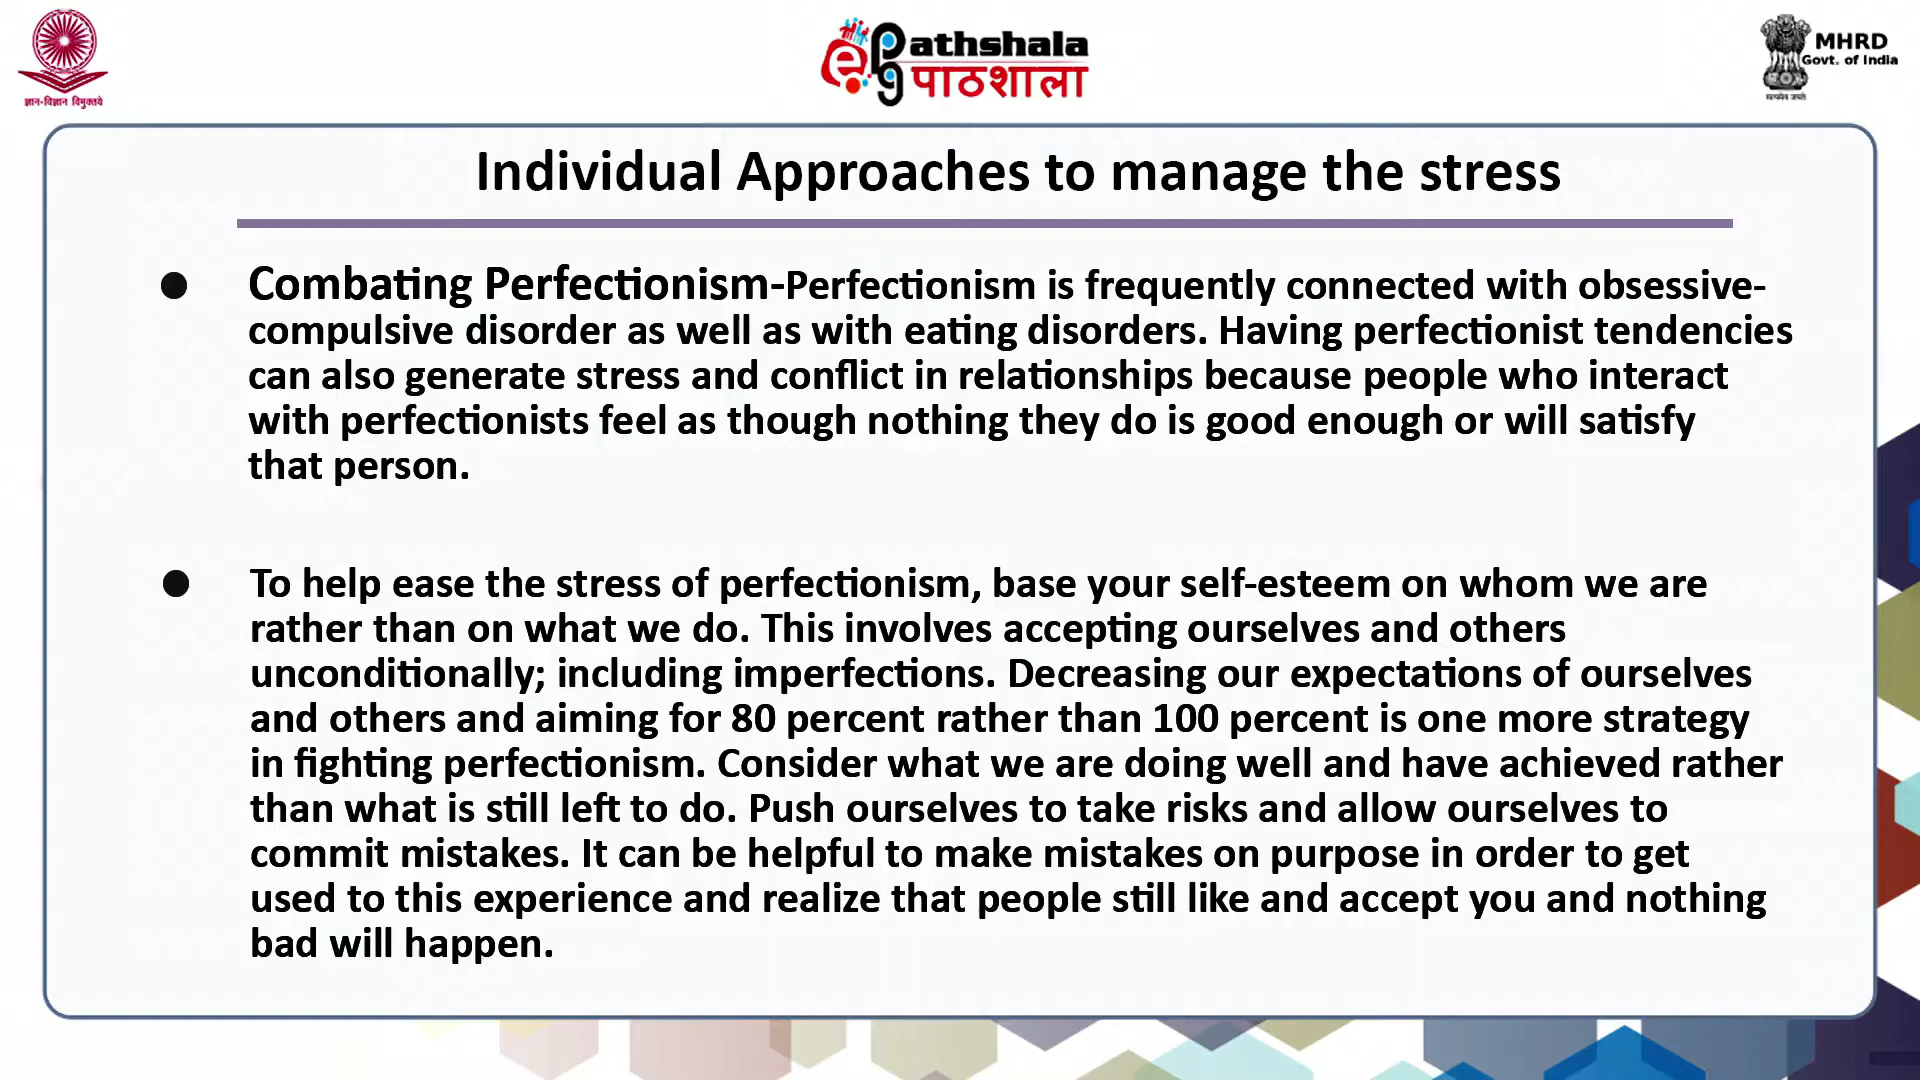 ज्ञान-विज्ञान विमुक्तये
e pg Pathshala
पाठशाला
MHRD
Govt. of India
सत्यमेव जयते
Individual Approaches to manage the stress
● Combating Perfectionism-Perfectionism is frequently connected with obsessive-
compulsive disorder as well as with eating disorders. Having perfectionist tendencies
can also generate stress and conflict in relationships because people who interact
with perfectionists feel as though nothing they do is good enough or will satisfy
that person.
● To help ease the stress of perfectionism, base your self-esteem on whom we are
rather than on what we do. This involves accepting ourselves and others
unconditionally; including imperfections. Decreasing our expectations of ourselves
and others and aiming for 80 percent rather than 100 percent is one more strategy
in fighting perfectionism. Consider what we are doing well and have achieved rather
than what is still left to do. Push ourselves to take risks and allow ourselves to
commit mistakes. It can be helpful to make mistakes on purpose in order to get
used to this experience and realize that people still like and accept you and nothing
bad will happen.